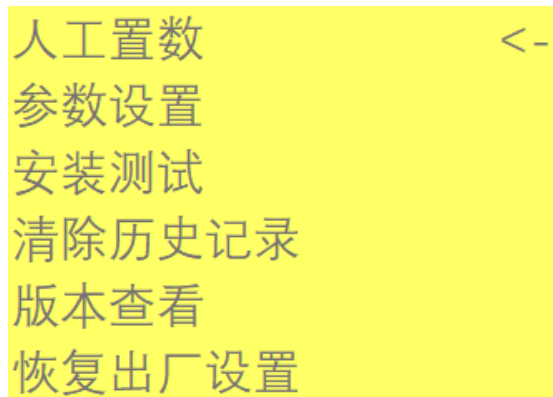 人工置数 <-
参数设置
安装测试
清除历史记录
版本查看
恢复出厂设置